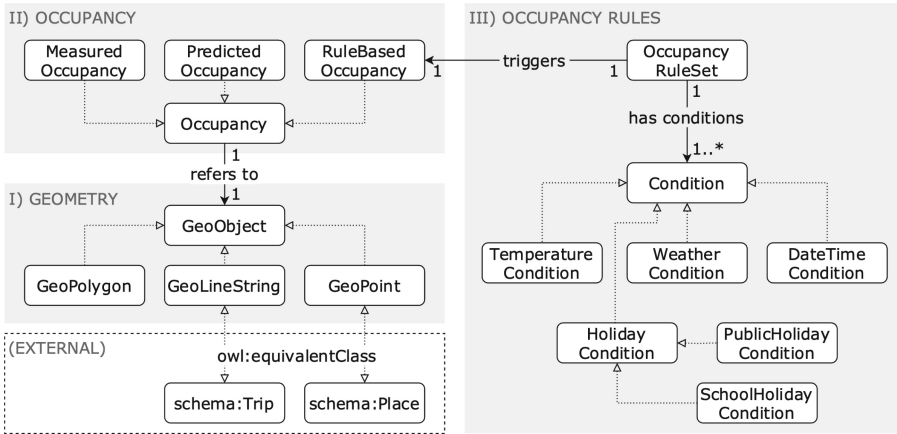 II) OCCUPANCY
Measured
Occupancy
Predicted
Occupancy
RuleBased
Occupancy
Occupancy
1
refers to
1
I) GEOMETRY
GeoObject
GeoPolygon
GeoLineString
GeoPoint
(EXTERNAL)
owl:equivalentClass
schema:Trip
schema:Place
1
triggers
1
III) OCCUPANCY RULES
Occupancy
RuleSet
1
has conditions
1..*
Condition
Temperature
Condition
Weather
Condition
DateTime
Condition
Holiday
Condition
PublicHoliday
Condition
SchoolHoliday
Condition